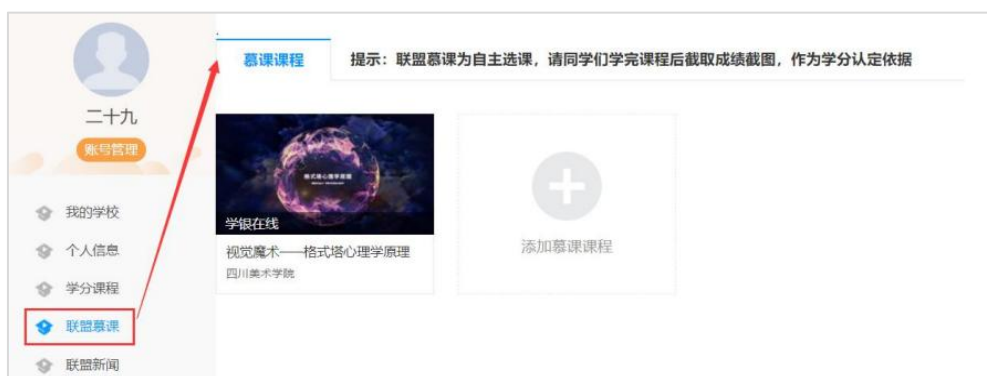 二十九
账号管理
我的学校
个人信息
学分课程
联盟慕课
联盟新闻
慕课课程
提示：联盟慕课为自主选课，请同学们学完课程后截取成绩截图，作为学分认定依据
格式塔心理学原理
学银在线
视觉魔术——格式塔心理学原理
四川美术学院
添加慕课课程